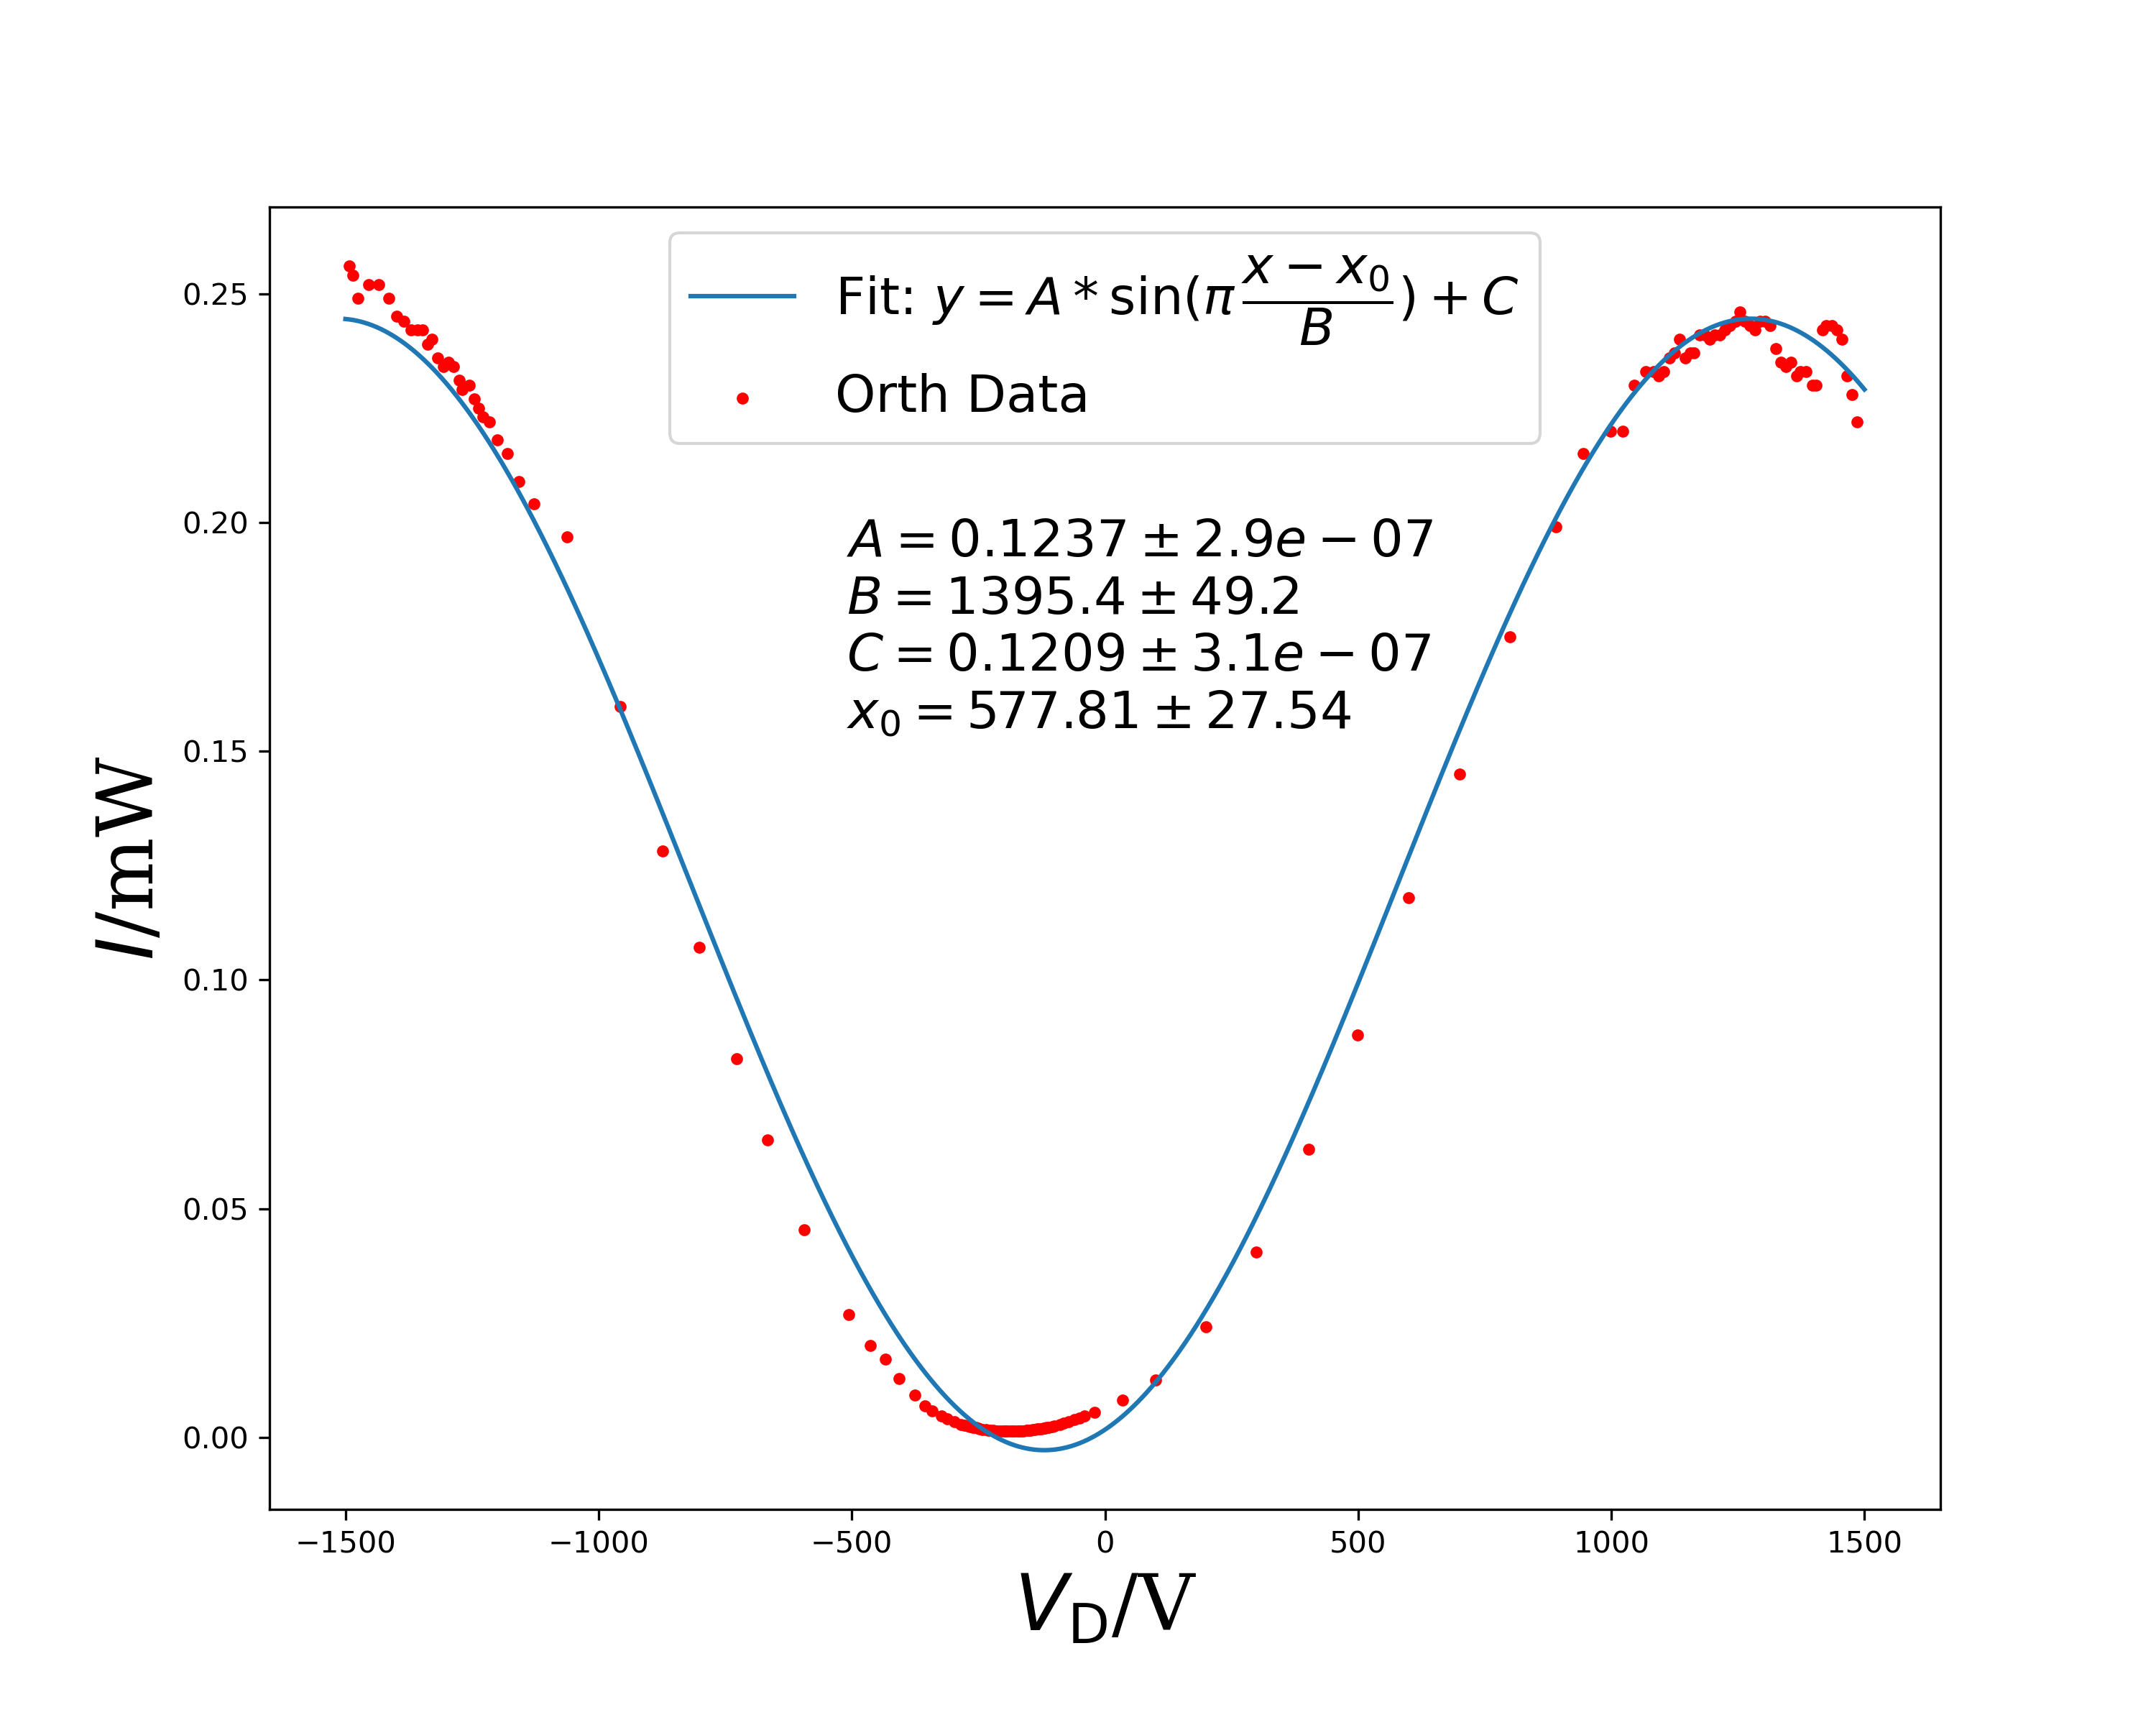 Fit: y = A * sin(π (x − x₀)/B) + C
Orth Data
A = 0.1237 ± 2.9e − 07
B = 1395.4 ± 49.2
C = 0.1209 ± 3.1e − 07
x₀ = 577.81 ± 27.54
I/mW
0.25
0.20
0.15
0.10
0.05
0.00
−1500 −1000 −500 0 500 1000 1500
V_D/V